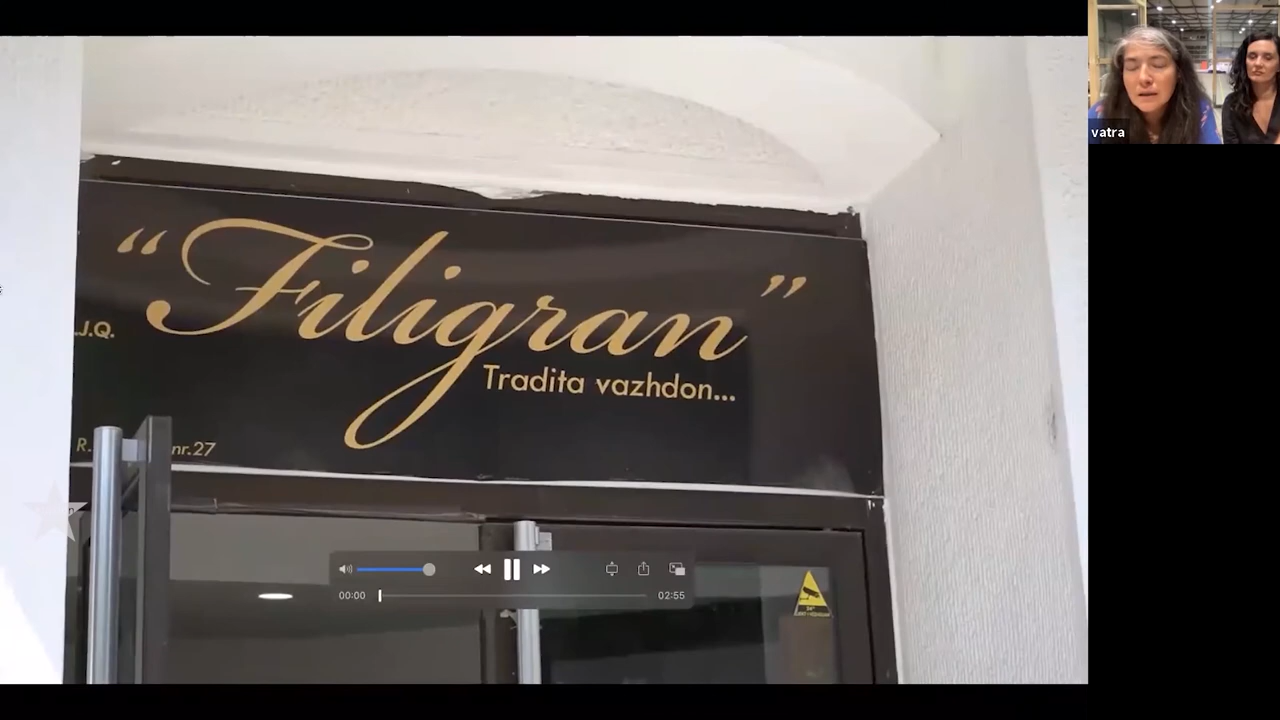 “Filigran”
.J.Q.
Tradita vazhdon...
nr.27
00:00
02:55
vatra